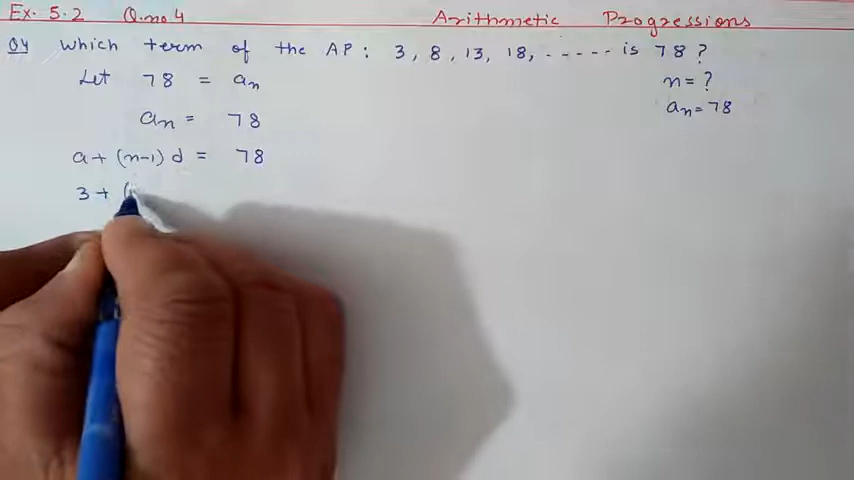 Ex. 5.2 Q.no 4 Arithmetic Progressions
Q4 Which term of the AP : 3, 8, 13, 18, ----- is 78 ?
Let 78 = an
n = ?
an = 78
an = 78
a + (n-1) d = 78
3 + (